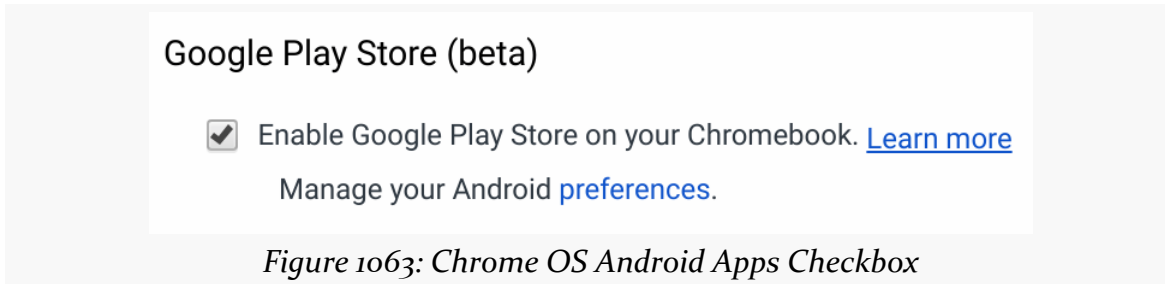 Google Play Store (beta)
Enable Google Play Store on your Chromebook. Learn more
Manage your Android preferences.
Figure 1063: Chrome OS Android Apps Checkbox